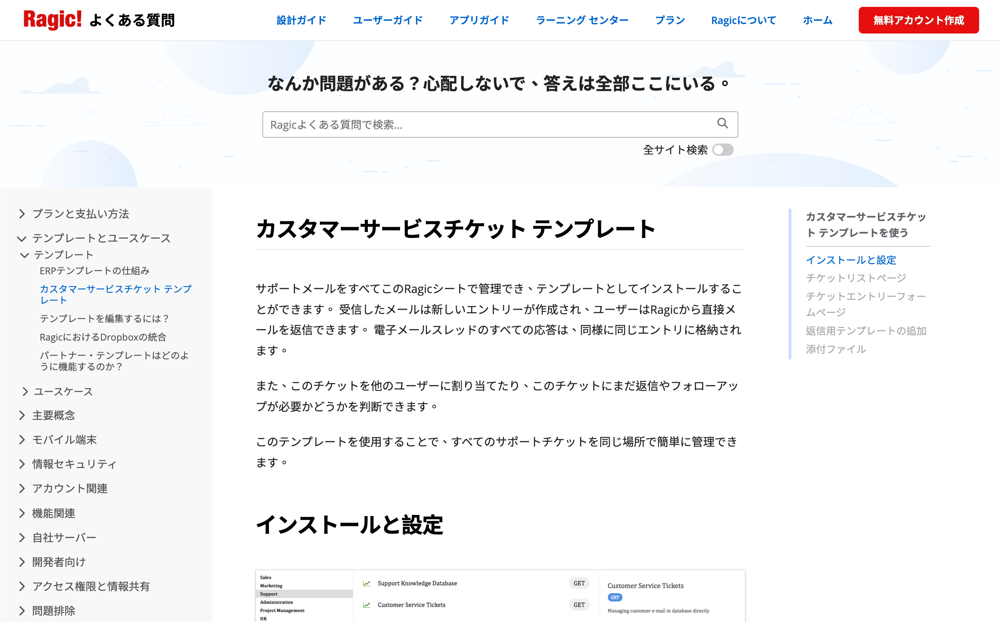 Ragic! よくある質問
設計ガイド
ユーザーガイド
アプリガイド
ラーニング センター
プラン
Ragicについて
ホーム
無料アカウント作成
なんか問題がある？心配しないで、答えは全部ここにいる。
Ragicよくある質問で検索...
全サイト検索
プランと支払い方法
テンプレートとユースケース
テンプレート
ERPテンプレートの仕組み
カスタマーサービスチケット テンプ
レート
テンプレートを編集するには？
RagicにおけるDropboxの統合
パートナー・テンプレートはどのよ
うに機能するのか？
ユースケース
主要概念
モバイル端末
情報セキュリティ
アカウント関連
機能関連
自社サーバー
開発者向け
アクセス権限と情報共有
問題排除
カスタマーサービスチケット テンプレート
サポートメールをすべてこのRagicシートで管理でき、テンプレートとしてインストールするこ
とができます。 受信したメールは新しいエントリーが作成され、ユーザーはRagicから直接メ
ールを返信できます。 電子メールスレッドのすべての応答は、同様に同じエントリに格納され
ます。
また、このチケットを他のユーザーに割り当てたり、このチケットにまだ返信やフォローアッ
プが必要かどうかを判断できます。
このテンプレートを使用することで、すべてのサポートチケットを同じ場所で簡単に管理でき
ます。
インストールと設定
Sales
Marketing
Support
Administration
Project Management
HR
Support Knowledge Database
GET
Customer Service Tickets
GET
Customer Service Tickets
GET
Managing customer e-mail in database directly
カスタマーサービスチケッ
ト テンプレートを使う
インストールと設定
チケットリストページ
チケットエントリーフォー
ムページ
返信用テンプレートの追加
添付ファイル